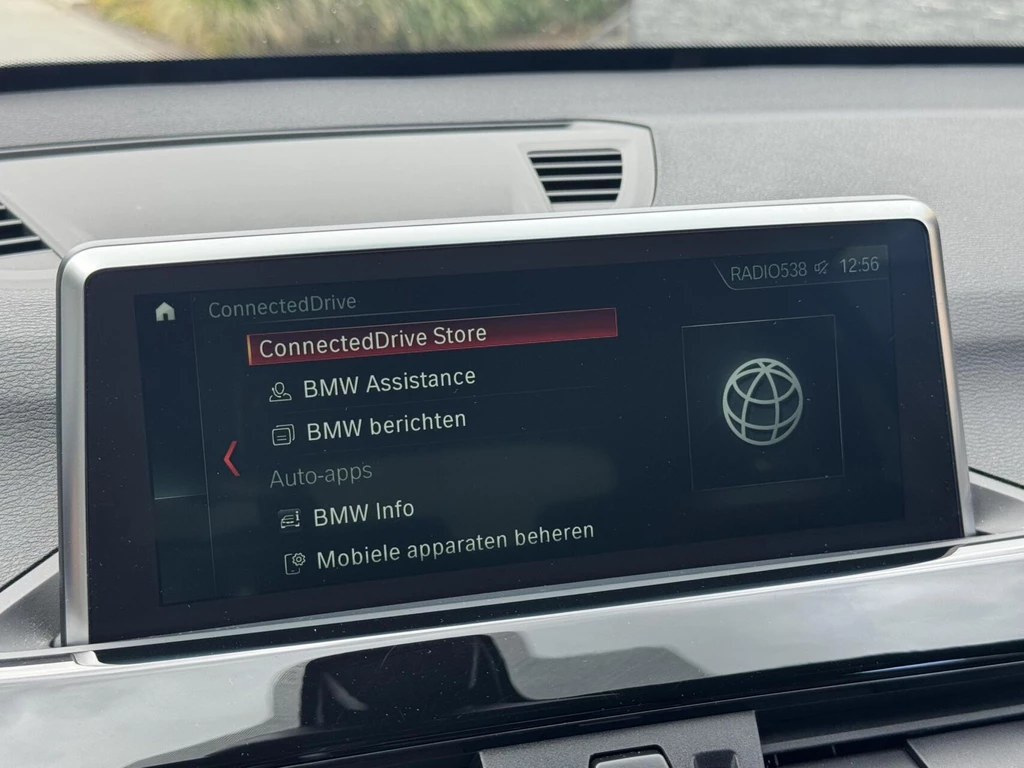 ConnectedDrive
RADIO538 12:56
ConnectedDrive Store
BMW Assistance
BMW berichten
Auto-apps
BMW Info
Mobiele apparaten beheren